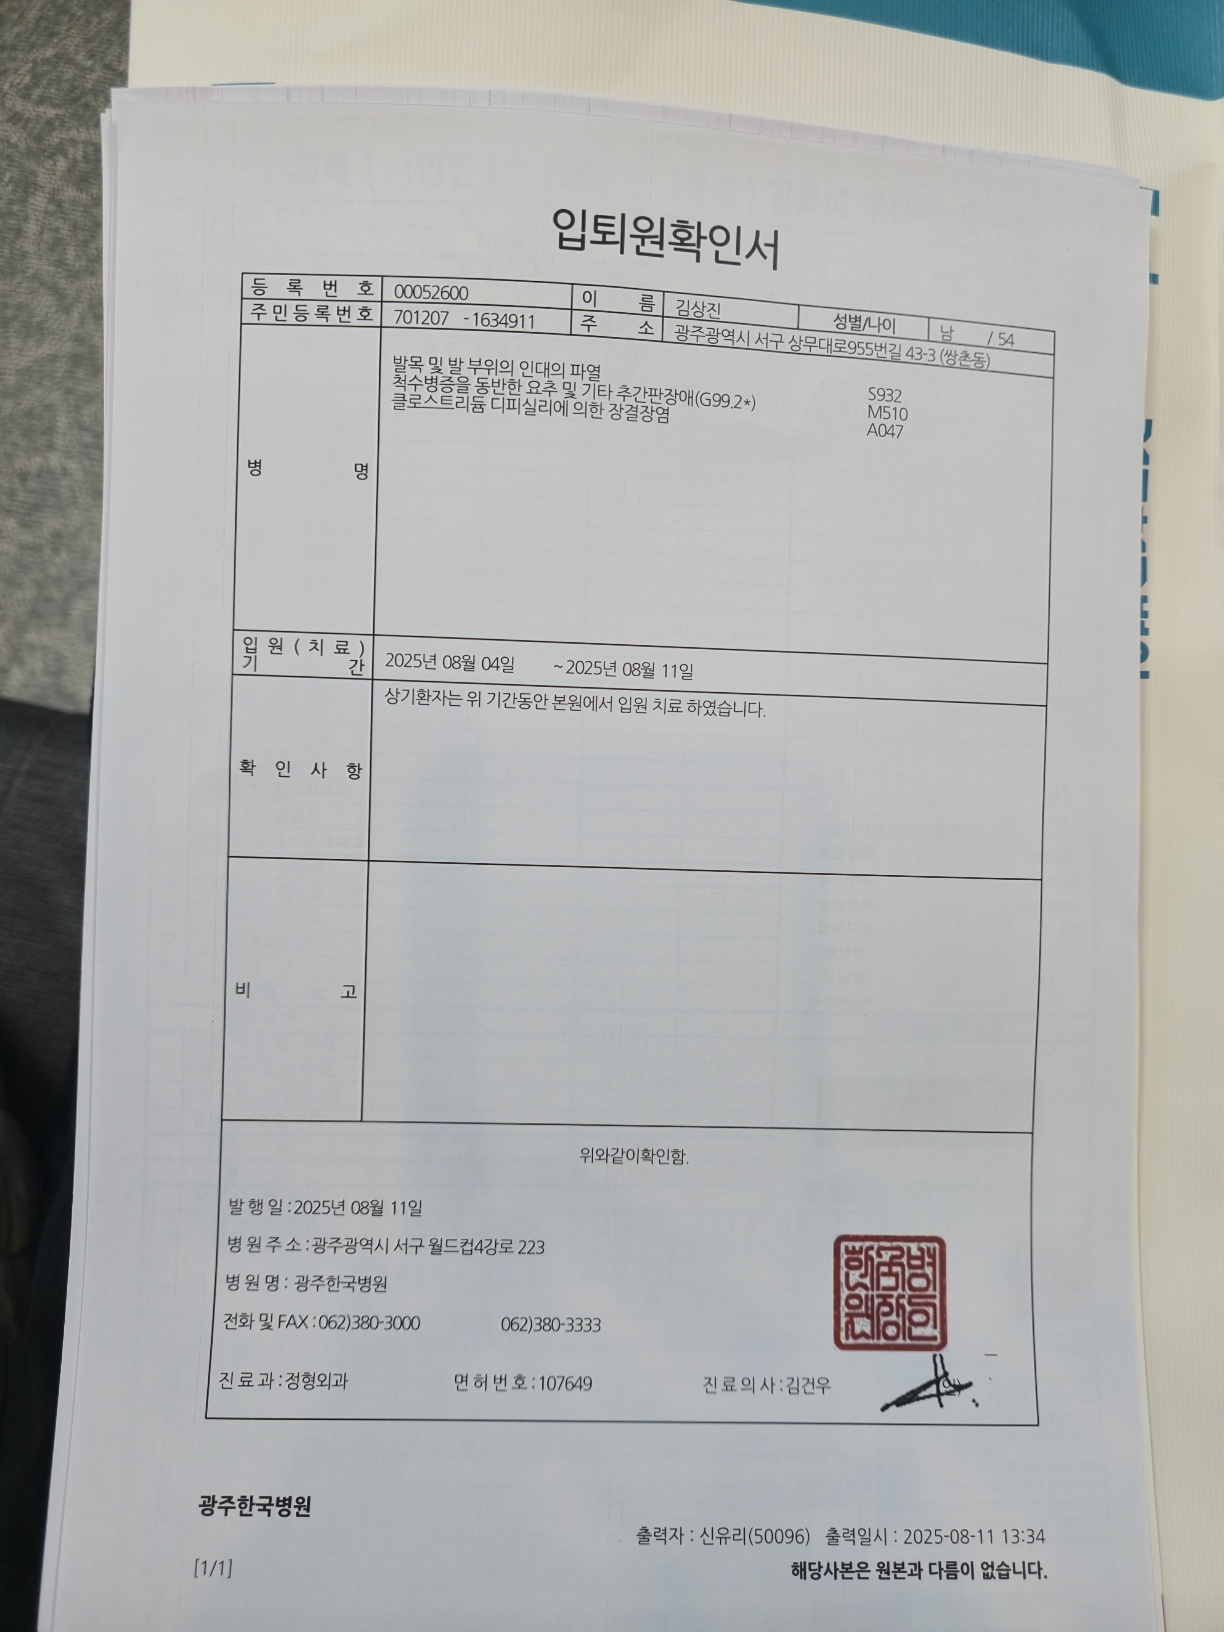 입퇴원확인서
등 록 번 호 00052600 이 름 김상진 성별/나이 남 / 54
주민등록번호 701207 -1634911 주 소 광주광역시 서구 상무대로955번길 43-3 (쌍촌동)
병 명
발목 및 발 부위의 인대의 파열 S932
척수병증을 동반한 요추 및 기타 추간판장애(G99.2*) M510
클로스트리듐 디피실리에 의한 장결장염 A047
입 원 ( 치 료 ) 기 간 2025년 08월 04일 ~2025년 08월 11일
확 인 사 항 상기환자는 위 기간동안 본원에서 입원 치료 하였습니다.
비 고
위와같이확인함.
발 행 일 : 2025년 08월 11일
병 원 주 소 : 광주광역시 서구 월드컵4강로 223
병 원 명 : 광주한국병원
전화 및 FAX : 062)380-3000 062)380-3333
진 료 과 : 정형외과 면 허 번 호 : 107649 진 료 의 사 : 김건우
광주한국병원
출력자 : 신유리(50096) 출력일시 : 2025-08-11 13:34
[1/1] 해당사본은 원본과 다름이 없습니다.